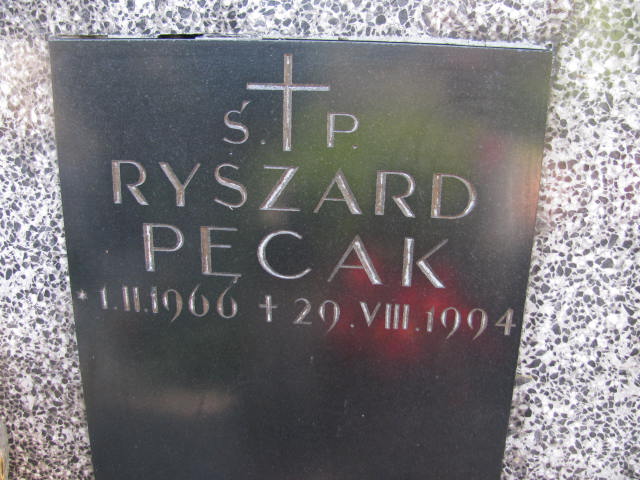 Ś P
RYSZARD
PĘCAK
* 1.II.1966 + 29.VIII.1994